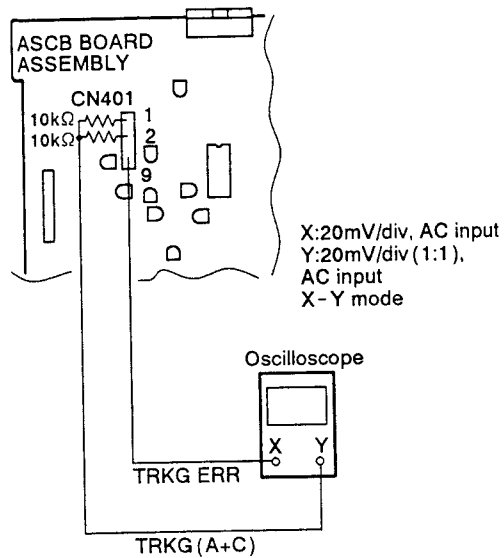 ASCB BOARD
ASSEMBLY
CN401
10kΩ 1
10kΩ 2
9
X:20mV/div, AC input
Y:20mV/div (1:1),
AC input
X-Y mode
Oscilloscope
X Y
TRKG ERR
TRKG (A+C)